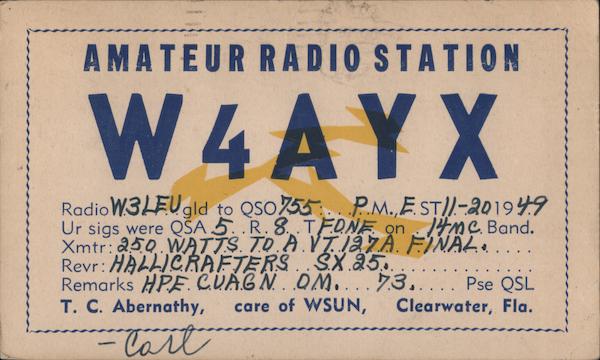 AMATEUR RADIO STATION
W4AYX
Radio W3LEU gld to QSO 755 P.M., E.ST 11-20 1949
Ur sigs were QSA 5 R. 8 T FONE on 14mc Band.
Xmtr: 250 WATTS TO A VT 127A FINAL.
Revr: HALLICRAFTERS SX 25.
Remarks HPE CUAGN OM. 73. Pse QSL
T. C. Abernathy, care of WSUN, Clearwater, Fla.
- Carl